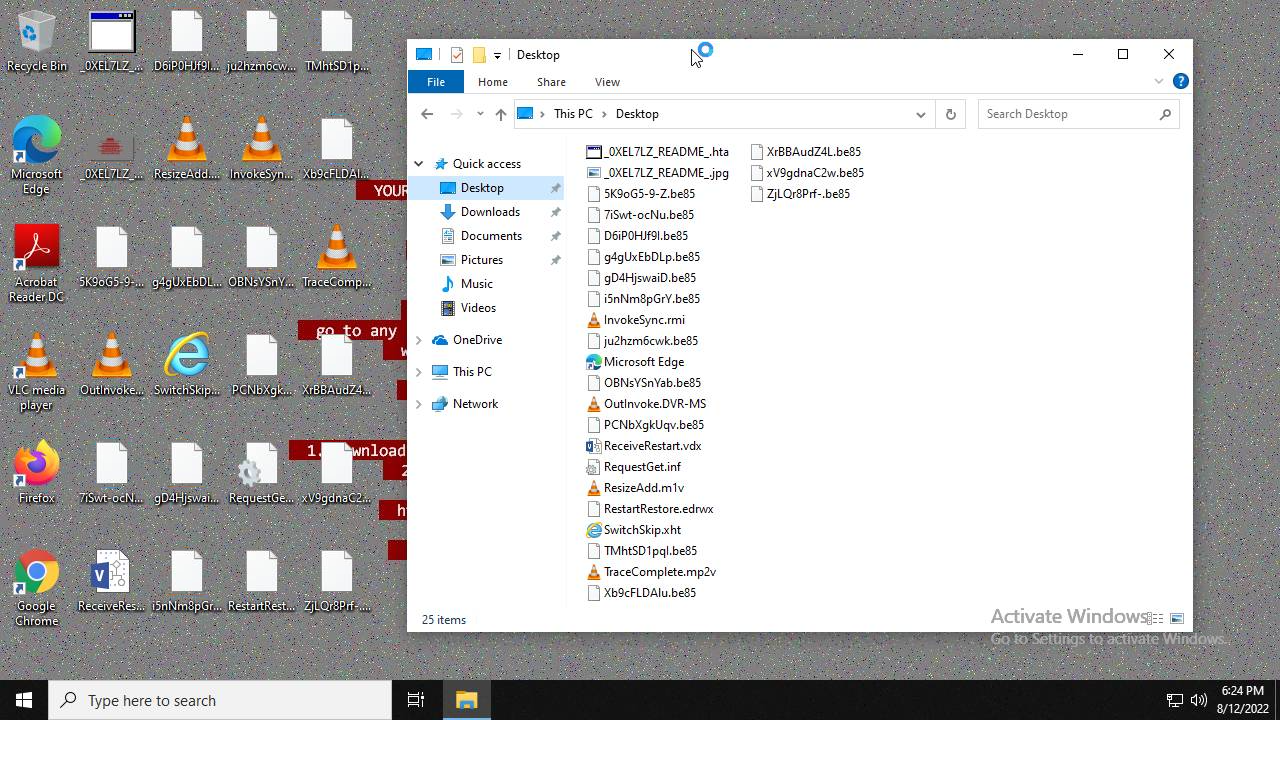 Recycle Bin
_0XEL7LZ_...
D6iP0HJf9l...
ju2hzm6cw...
TMhtSD1p...
Microsoft
Edge
_0XEL7LZ_...
ResizeAdd....
InvokeSyn...
Xb9cFLDAl...
YOUR
Acrobat
Reader DC
5K9oG5-9-...
g4gUxEbDL...
OBNsYSnY...
TraceComp...
go to any
VLC media
player
OutInvoke...
SwitchSkip...
PCNbXgk...
XrBBAudZ4...
1.
Firefox
7iSwt-ocN...
gD4Hjswai...
RequestGe...
xV9gdnaC2...
Google
Chrome
ReceiveRes...
i5nNm8pGr...
RestartRest...
ZjLQr8Prf-....
Desktop
File Home Share View
This PC > Desktop
Search Desktop
Quick access
Desktop
Downloads
Documents
Pictures
Music
Videos
OneDrive
This PC
Network
_0XEL7LZ_README_.hta
_0XEL7LZ_README_.jpg
5K9oG5-9-Z.be85
7iSwt-ocNu.be85
D6iP0HJf9l.be85
g4gUxEbDLp.be85
gD4HjswaiD.be85
i5nNm8pGrY.be85
InvokeSync.rmi
ju2hzm6cwk.be85
Microsoft Edge
OBNsYSnYab.be85
OutInvoke.DVR-MS
PCNbXgkUqv.be85
ReceiveRestart.vdx
RequestGet.inf
ResizeAdd.m1v
RestartRestore.edrwx
SwitchSkip.xht
TMhtSD1pql.be85
TraceComplete.mp2v
Xb9cFLDAlu.be85
XrBBAudZ4L.be85
xV9gdnaC2w.be85
ZjLQr8Prf-.be85
25 items
Activate Windows
Go to Settings to activate Windows.
Type here to search
6:24 PM
8/12/2022